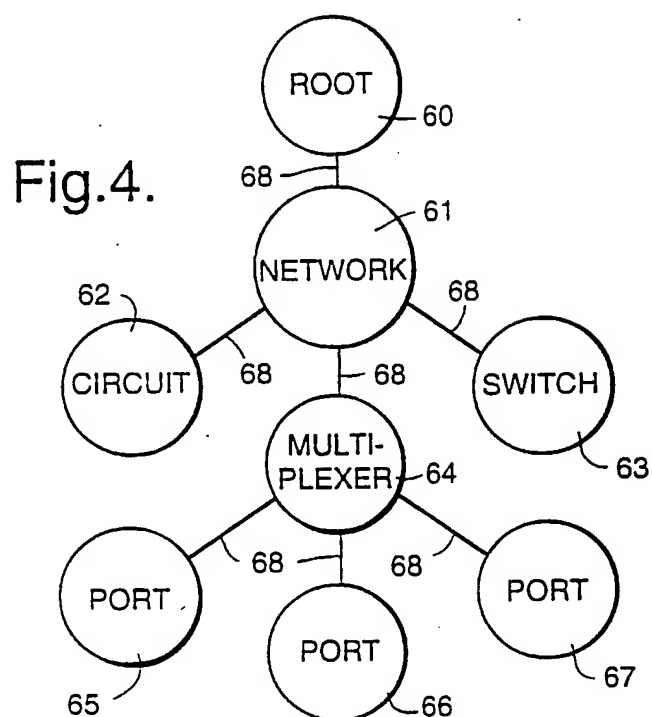 ROOT
60
Fig.4.
68
61
NETWORK
62
68
CIRCUIT
68
68
SWITCH
MULTI-
PLEXER
64
63
68
68
68
PORT
PORT
PORT
65
66
67